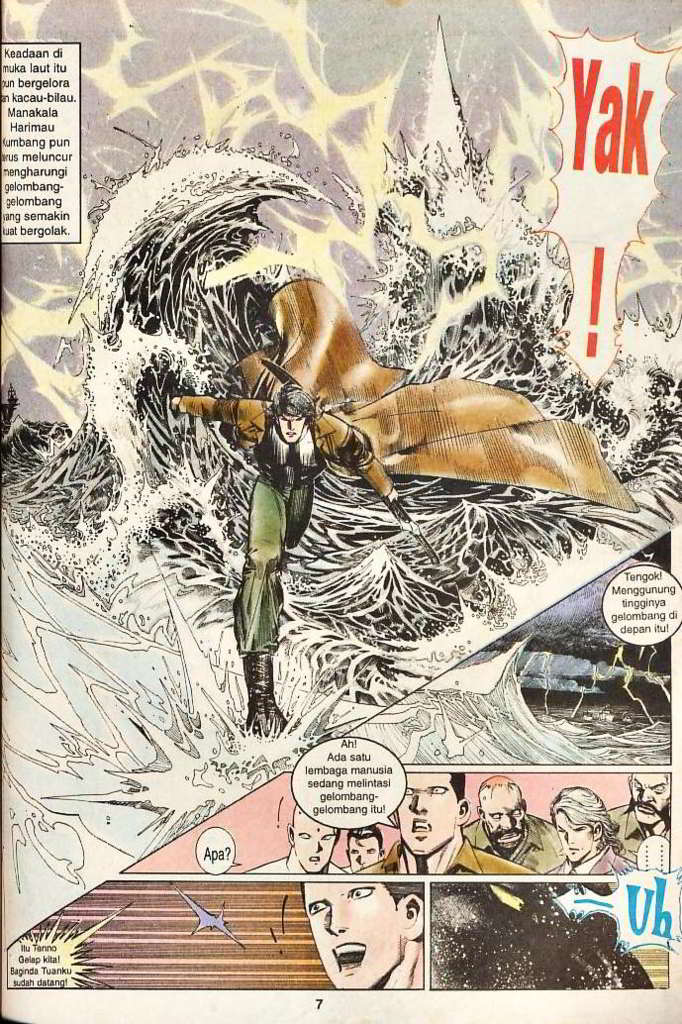 Keadaan di
muka laut itu
pun bergelora
an kacau-bilau.
Manakala
Harimau
Kumbang pun
erus meluncur
mengharungi
gelombang-
gelombang
yang semakin
kuat bergolak.
Yak
!
Tengok!
Menggunung
tingginya
gelombang di
depan itu!
Ah!
Ada satu
lembaga manusia
sedang melintasi
gelombang-
gelombang itu!
Apa?
Itu Tenno
Gelap kita!
Baginda Tuanku
sudah datang!
Uh
7